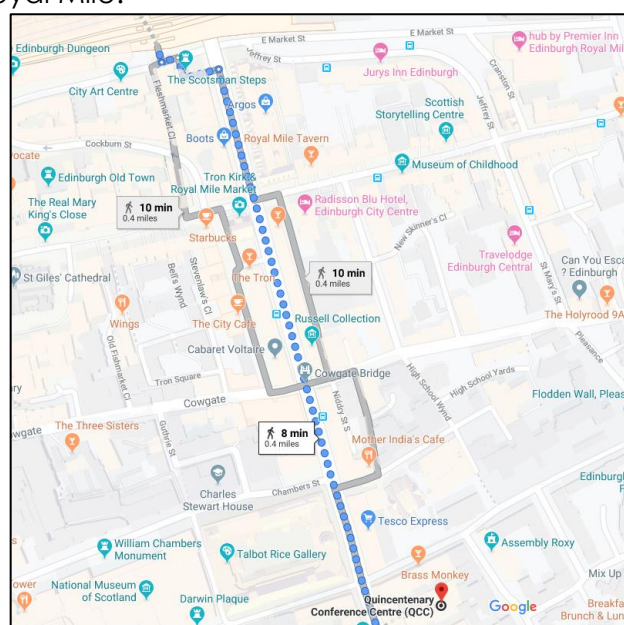 Edinburgh Dungeon
The Scotsman Steps
City Art Centre
Jeffrey St
E Market St
E Market St
hub by Premier Inn
Edinburgh Royal Mile
Jurys Inn Edinburgh
Cranston St
Fleshmarket Cl
Argos
Scottish
Storytelling Centre
Jeffrey St
Cockburn St
Boots
Royal Mile Tavern
Tron Kirk &
Royal Mile Market
Museum of Childhood
Edinburgh Old Town
The Real Mary
King's Close
10 min
0.4 miles
Radisson Blu Hotel,
Edinburgh City Centre
Starbucks
New Skinner's Cl
Travelodge
Edinburgh Central
St Mary's St
Can You Esca
? Edinburgh
St Giles' Cathedral
Bell's Wynd
Stevenlaw's Cl
The Tron
10 min
0.4 miles
The Holyrood 9A
Wings
The City Cafe
Russell Collection
Old Fishmarket Cl
Cabaret Voltaire
Pleasance
Tron Square
Cowgate Bridge
Cowgate
Niddry St S
High School Wynd
High School Yards
Flodden Wall, Pleas
The Three Sisters
Guthrie St
8 min
0.4 miles
Mother India's Cafe
Chambers St
Charles
Stewart House
Edinburgh
Tesco Express
William Chambers
Monument
Talbot Rice Gallery
Assembly Roxy
Brass Monkey
Mix Up
National Museum
of Scotland
Darwin Plaque
Quincentenary
Conference Centre (QCC)
Google
Breakfa
Brunch & Lun